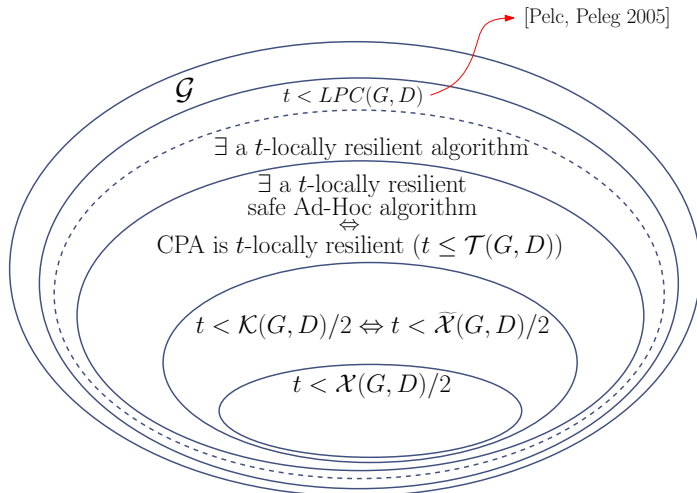 [Pelc, Peleg 2005]
𝒢
t < LPC(G, D)
∃ a t-locally resilient algorithm
∃ a t-locally resilient
safe Ad-Hoc algorithm
⇔
CPA is t-locally resilient (t ≤ 𝒯(G, D))
t < 𝒦(G, D)/2 ⇔ t < 𝒳̃(G, D)/2
t < 𝒳(G, D)/2